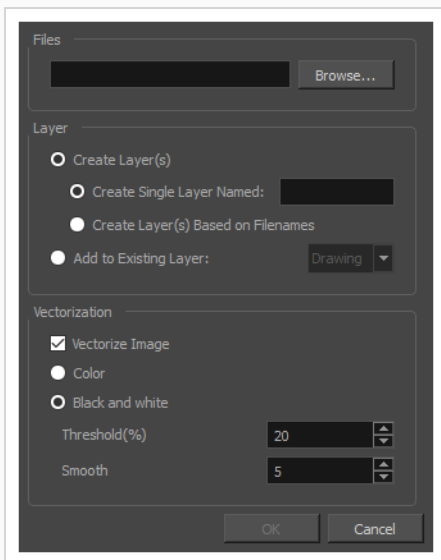 Files
Browse...
Layer
Create Layer(s)
Create Single Layer Named:
Create Layer(s) Based on Filenames
Add to Existing Layer: Drawing
Vectorization
Vectorize Image
Color
Black and white
Threshold(%) 20
Smooth 5
OK Cancel